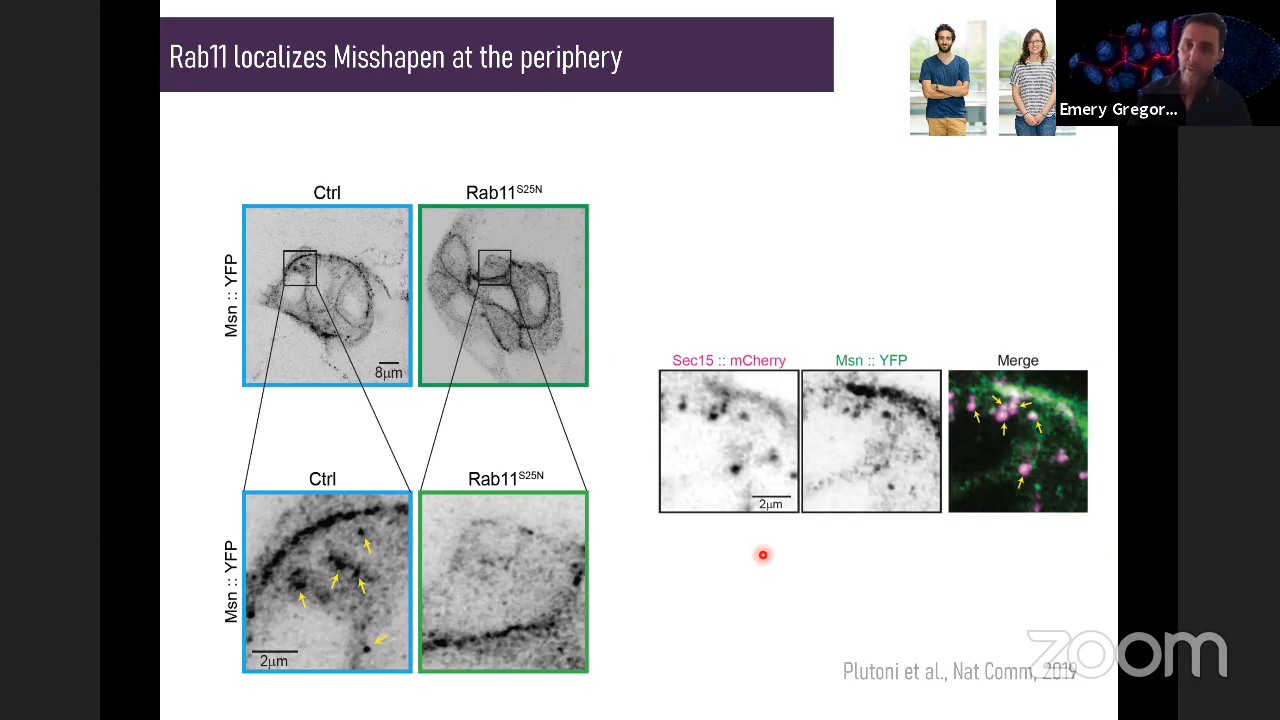 Rab11 localizes Misshapen at the periphery
Emery Gregor...
Ctrl
Rab11S25N
Msn :: YFP
8μm
Sec15 :: mCherry
Msn :: YFP
Merge
2μm
Ctrl
Rab11S25N
Msn :: YFP
2μm
Plutoni et al., Nat Comm, 2019
zoom